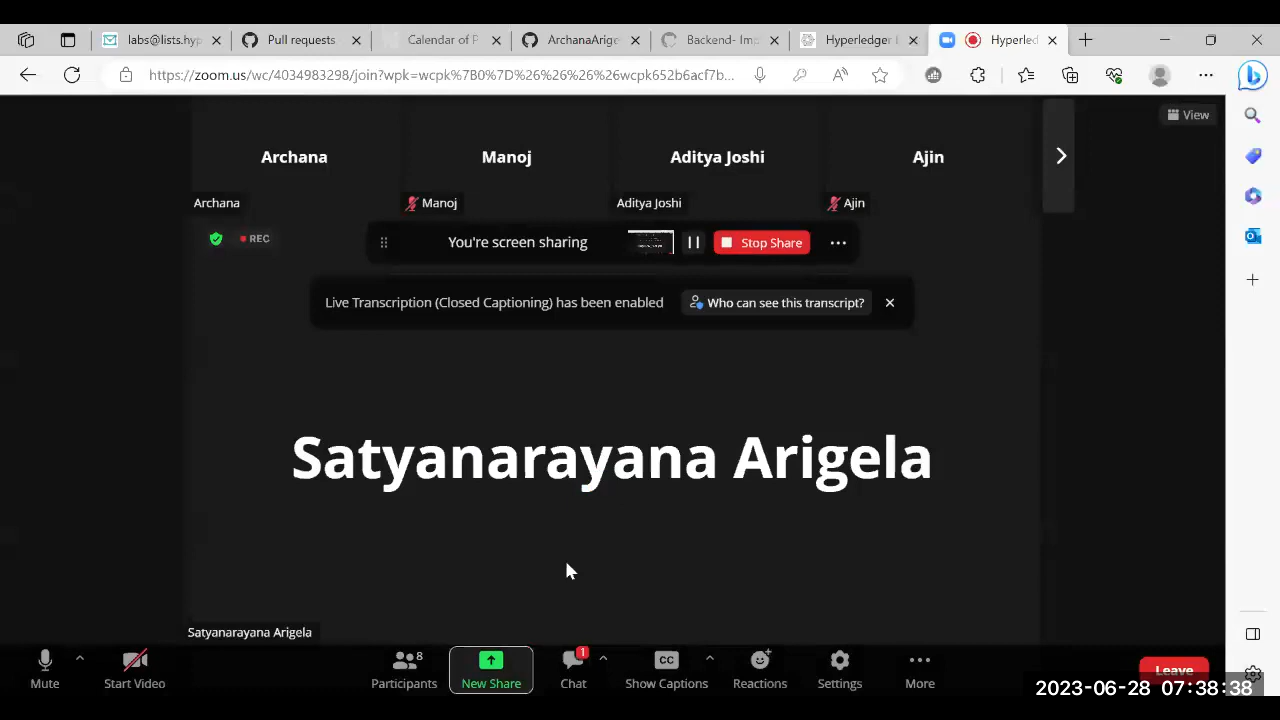 labs@lists.hyp
Pull requests
Calendar of P
ArchanaArige
Backend- Im
Hyperledger
Hyperled
https://zoom.us/wc/4034983298/join?wpk=wcpk%7B0%7D%26%26%26%26wcpk652b6acf7b...
View
Archana
Manoj
Aditya Joshi
Ajin
Archana
Manoj
Aditya Joshi
Ajin
REC
You're screen sharing
Stop Share
Live Transcription (Closed Captioning) has been enabled
Who can see this transcript?
Satyanarayana Arigela
Satyanarayana Arigela
8
1
CC
Mute
Start Video
Participants
New Share
Chat
Show Captions
Reactions
Settings
More
Leave
2023-06-28 07:38:38